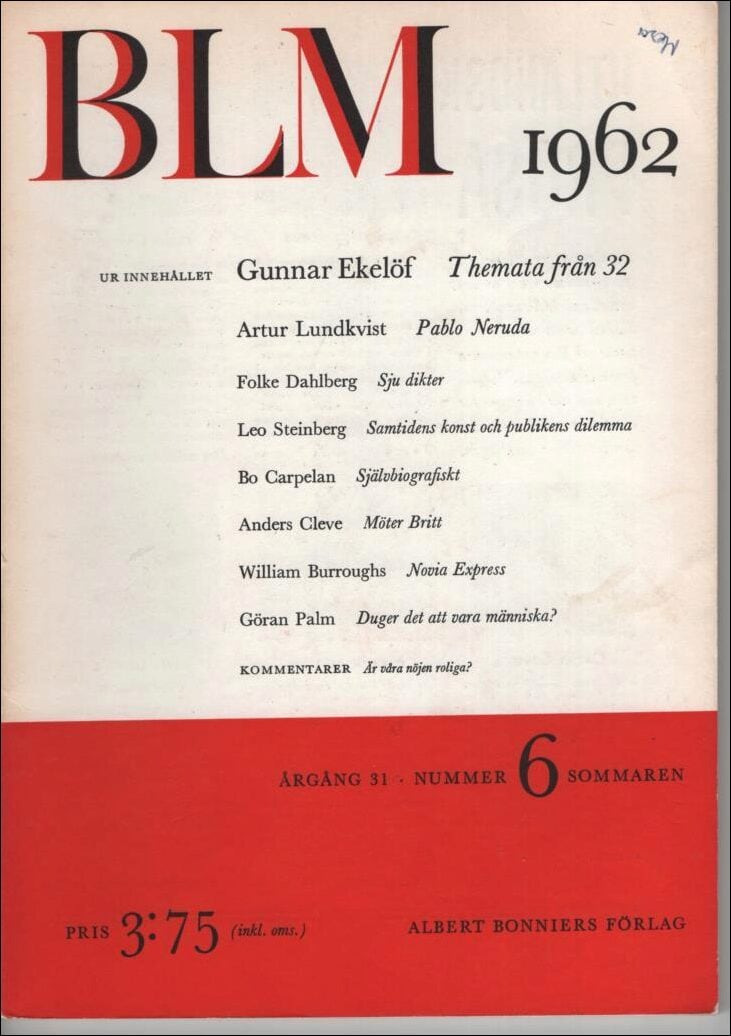 BLM
1962
UR INNEHÅLLET Gunnar Ekelöf Themata från 32
Artur Lundkvist Pablo Neruda
Folke Dahlberg Sju dikter
Leo Steinberg Samtidens konst och publikens dilemma
Bo Carpelan Självbiografiskt
Anders Cleve Möter Britt
William Burroughs Novia Express
Göran Palm Duger det att vara människa?
KOMMENTARER Är våra nöjen roliga?
ÅRGÅNG 31 · NUMMER 6 SOMMAREN
PRIS 3:75 (inkl. oms.) ALBERT BONNIERS FÖRLAG